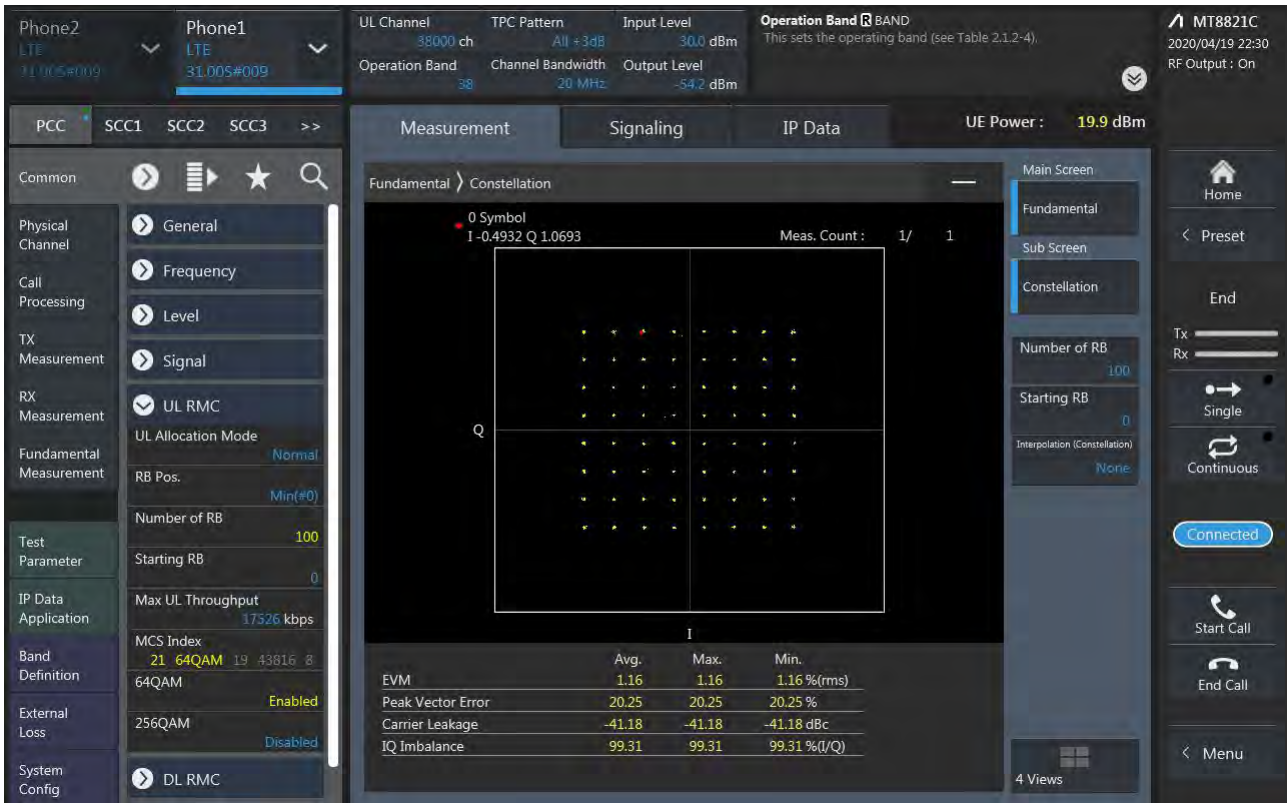 Phone2
LTE
31.005#009
Phone1
LTE
31.005#009
UL Channel
38000 ch
TPC Pattern
All +3dB
Input Level
30.0 dBm
Operation Band
38
Channel Bandwidth
20 MHz
Output Level
-54.2 dBm
Operation Band R BAND
This sets the operating band (see Table 2.1.2-4).
MT8821C
2020/04/19 22:30
RF Output : On
PCC SCC1 SCC2 SCC3 >>
Measurement Signaling IP Data
UE Power : 19.9 dBm
Common
Physical
Channel
Call
Processing
TX
Measurement
RX
Measurement
Fundamental
Measurement
Test
Parameter
IP Data
Application
Band
Definition
External
Loss
System
Config
General
Frequency
Level
Signal
UL RMC
UL Allocation Mode
Normal
RB Pos.
Min(#0)
Number of RB
100
Starting RB
0
Max UL Throughput
17526 kbps
MCS Index
21 64QAM 19 43816 8
64QAM
Enabled
256QAM
Disabled
DL RMC
Fundamental 〉 Constellation
0 Symbol
I -0.4932 Q 1.0693
Meas. Count : 1/ 1
Q
I
Avg. Max. Min.
EVM 1.16 1.16 1.16 %(rms)
Peak Vector Error 20.25 20.25 20.25 %
Carrier Leakage -41.18 -41.18 -41.18 dBc
IQ Imbalance 99.31 99.31 99.31 %(I/Q)
Main Screen
Fundamental
Sub Screen
Constellation
Number of RB
100
Starting RB
0
Interpolation (Constellation)
None
4 Views
Home
< Preset
End
Tx
Rx
Single
Continuous
Connected
Start Call
End Call
< Menu